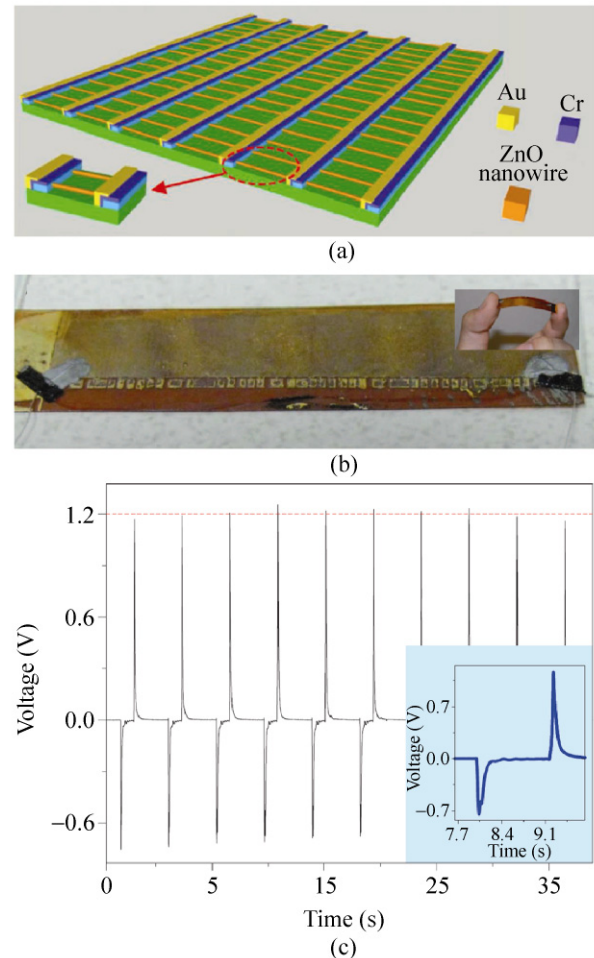 Au
Cr
ZnO
nanowire
(a)
(b)
Voltage (V)
1.2
0.6
0.0
−0.6
0
5
15
25
35
Time (s)
Voltage (V)
0.7
0.0
−0.7
7.7
8.4
9.1
Time (s)
(c)